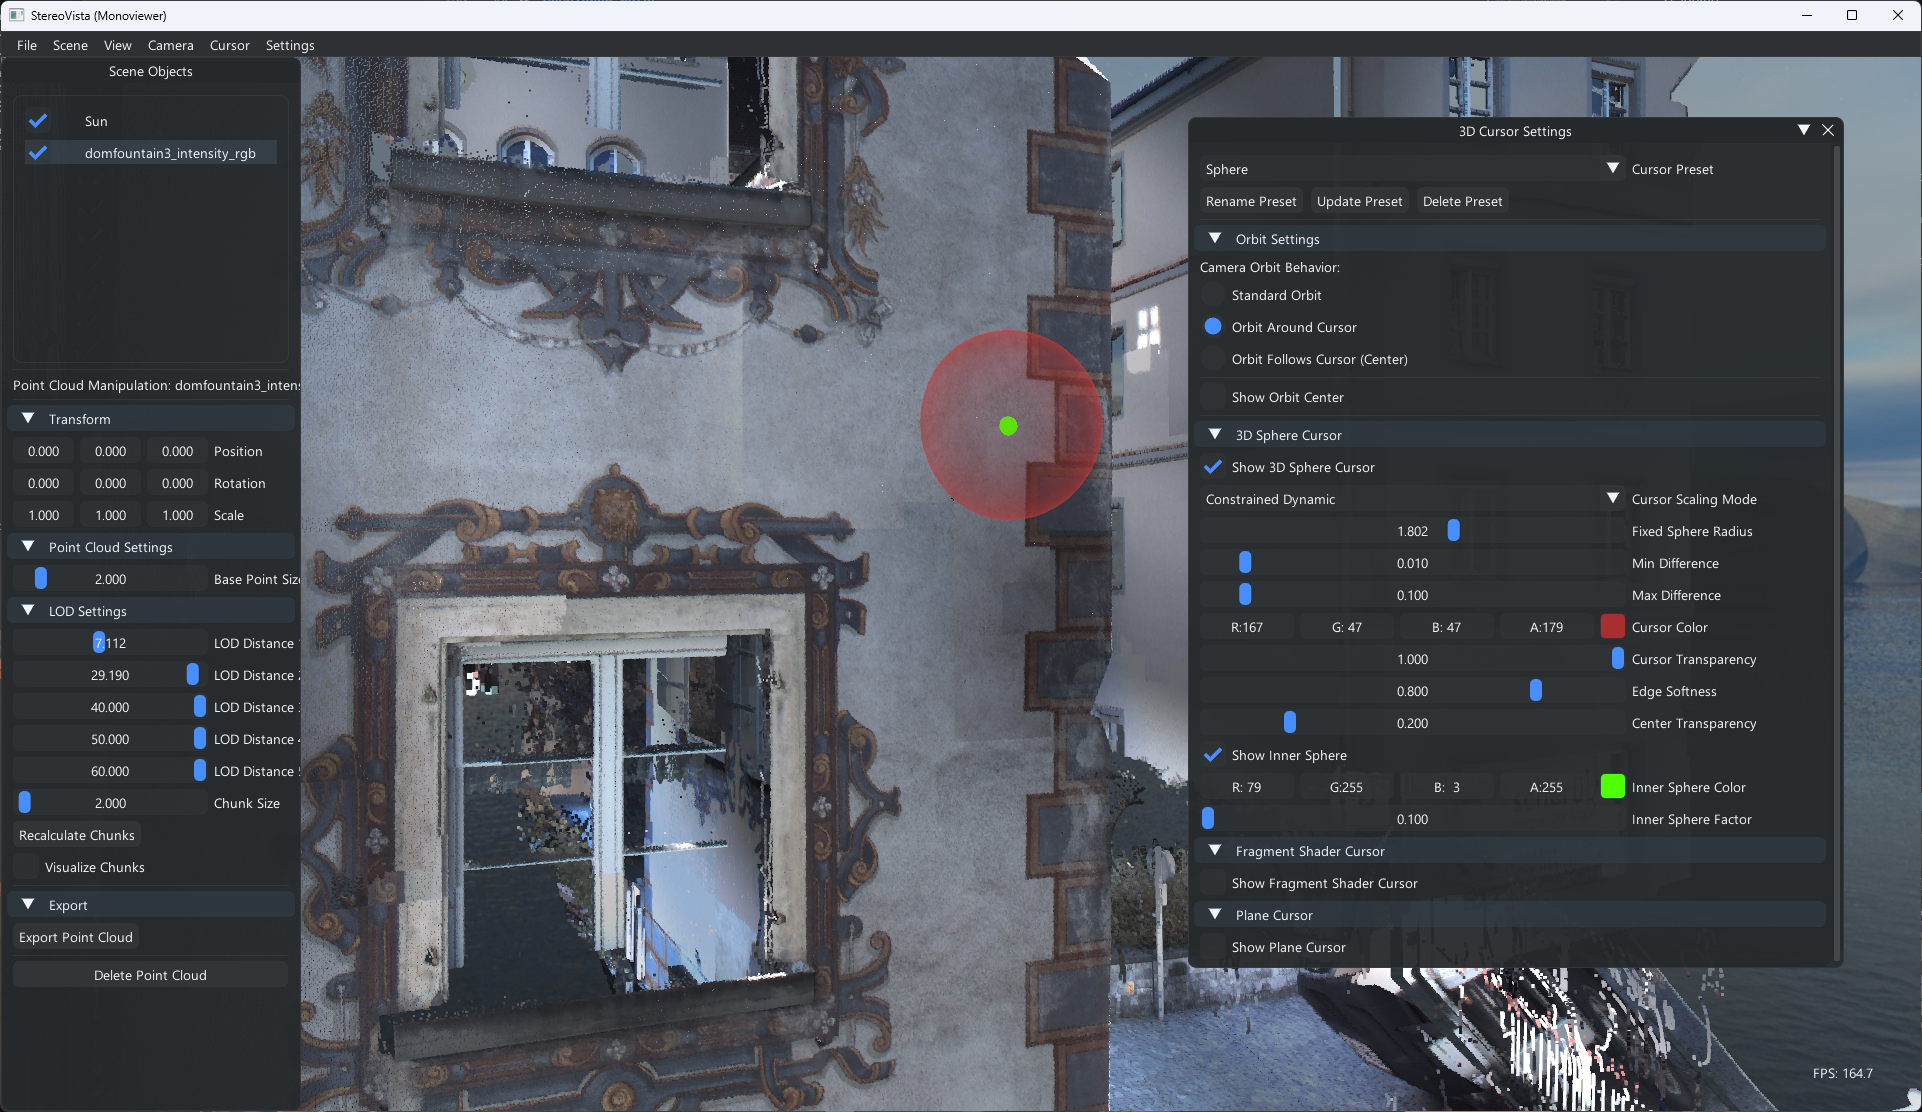 StereoVista (Monoviewer)
File Scene View Camera Cursor Settings
Scene Objects
Sun
domfountain3_intensity_rgb
Point Cloud Manipulation: domfountain3_intens
Transform
0.000 0.000 0.000 Position
0.000 0.000 0.000 Rotation
1.000 1.000 1.000 Scale
Point Cloud Settings
2.000 Base Point Size
LOD Settings
7.112 LOD Distance
29.190 LOD Distance 2
40.000 LOD Distance 3
50.000 LOD Distance 4
60.000 LOD Distance 5
2.000 Chunk Size
Recalculate Chunks
Visualize Chunks
Export
Export Point Cloud
Delete Point Cloud
3D Cursor Settings
Sphere Cursor Preset
Rename Preset Update Preset Delete Preset
Orbit Settings
Camera Orbit Behavior:
Standard Orbit
Orbit Around Cursor
Orbit Follows Cursor (Center)
Show Orbit Center
3D Sphere Cursor
Show 3D Sphere Cursor
Constrained Dynamic Cursor Scaling Mode
1.802 Fixed Sphere Radius
0.010 Min Difference
0.100 Max Difference
R:167 G: 47 B: 47 A:179 Cursor Color
1.000 Cursor Transparency
0.800 Edge Softness
0.200 Center Transparency
Show Inner Sphere
R: 79 G:255 B: 3 A:255 Inner Sphere Color
0.100 Inner Sphere Factor
Fragment Shader Cursor
Show Fragment Shader Cursor
Plane Cursor
Show Plane Cursor
FPS: 164.7